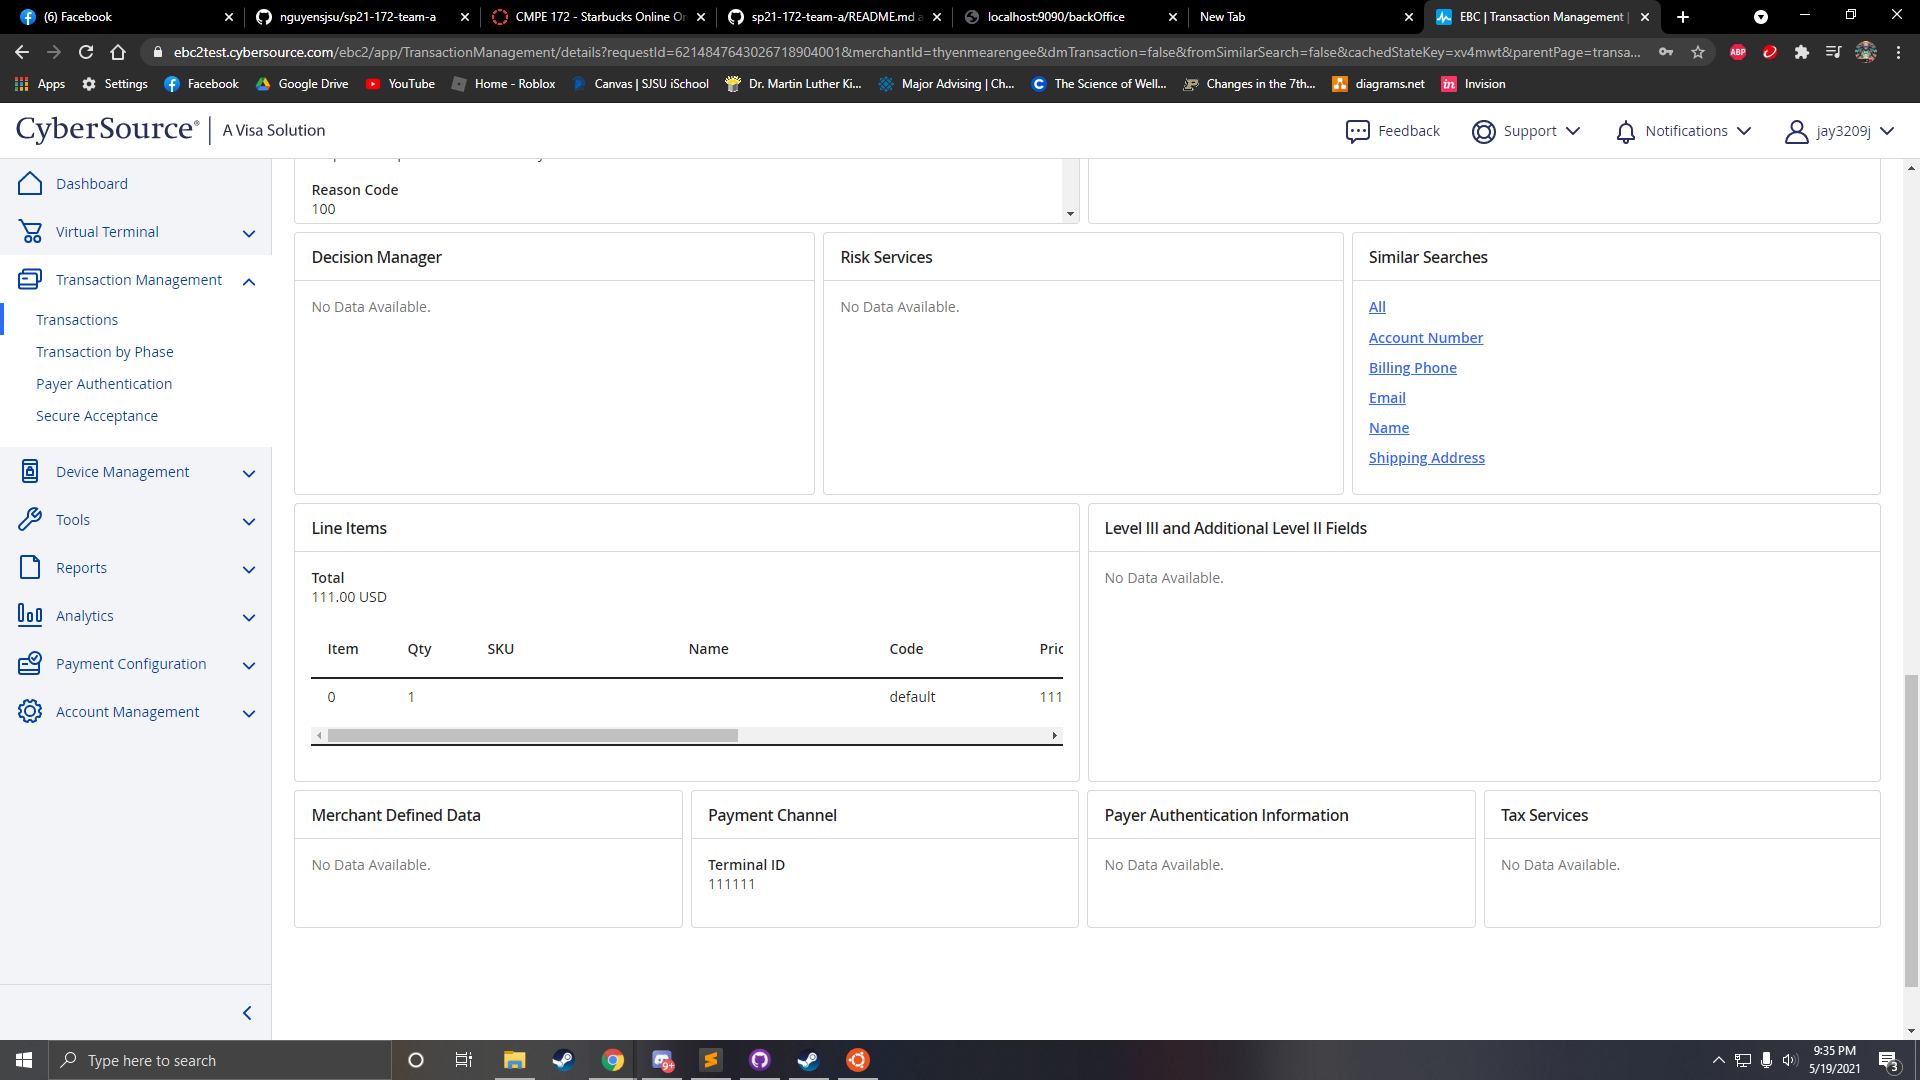 (6) Facebook
nguyensjsu/sp21-172-team-a
CMPE 172 - Starbucks Online Or
sp21-172-team-a/README.md a
localhost:9090/backOffice
New Tab
EBC | Transaction Management |
ebc2test.cybersource.com/ebc2/app/TransactionManagement/details?requestId=6214847643026718904001&merchantId=thyenmearengee&dmTransaction=false&fromSimilarSearch=false&cachedStateKey=xv4mwt&parentPage=transa...
ABP
Apps
Settings
Facebook
Google Drive
YouTube
Home - Roblox
Canvas | SJSU iSchool
Dr. Martin Luther Ki...
Major Advising | Ch...
The Science of Well...
Changes in the 7th...
diagrams.net
in Invision
CyberSource® A Visa Solution
Feedback
Support
Notifications
jay3209j
Dashboard
Virtual Terminal
Transaction Management
Transactions
Transaction by Phase
Payer Authentication
Secure Acceptance
Device Management
Tools
Reports
Analytics
Payment Configuration
Account Management
Reason Code
100
Decision Manager
No Data Available.
Risk Services
No Data Available.
Similar Searches
All
Account Number
Billing Phone
Email
Name
Shipping Address
Line Items
Total
111.00 USD
Item Qty SKU Name Code Pric
0 1 default 111
Level III and Additional Level II Fields
No Data Available.
Merchant Defined Data
No Data Available.
Payment Channel
Terminal ID
111111
Payer Authentication Information
No Data Available.
Tax Services
No Data Available.
Type here to search
9+
9:35 PM
5/19/2021
3